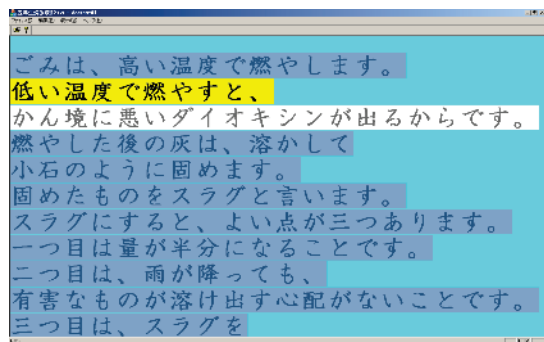 ごみは、高い温度で燃やします。
低い温度で燃やすと、
かん境に悪いダイオキシンが出るからです。
燃やした後の灰は、溶かして
小石のように固めます。
固めたものをスラグと言います。
スラグにすると、よい点が三つあります。
一つ目は量が半分になることです。
二つ目は、雨が降っても、
有害なものが溶け出す心配がないことです。
三つ目は、スラグを